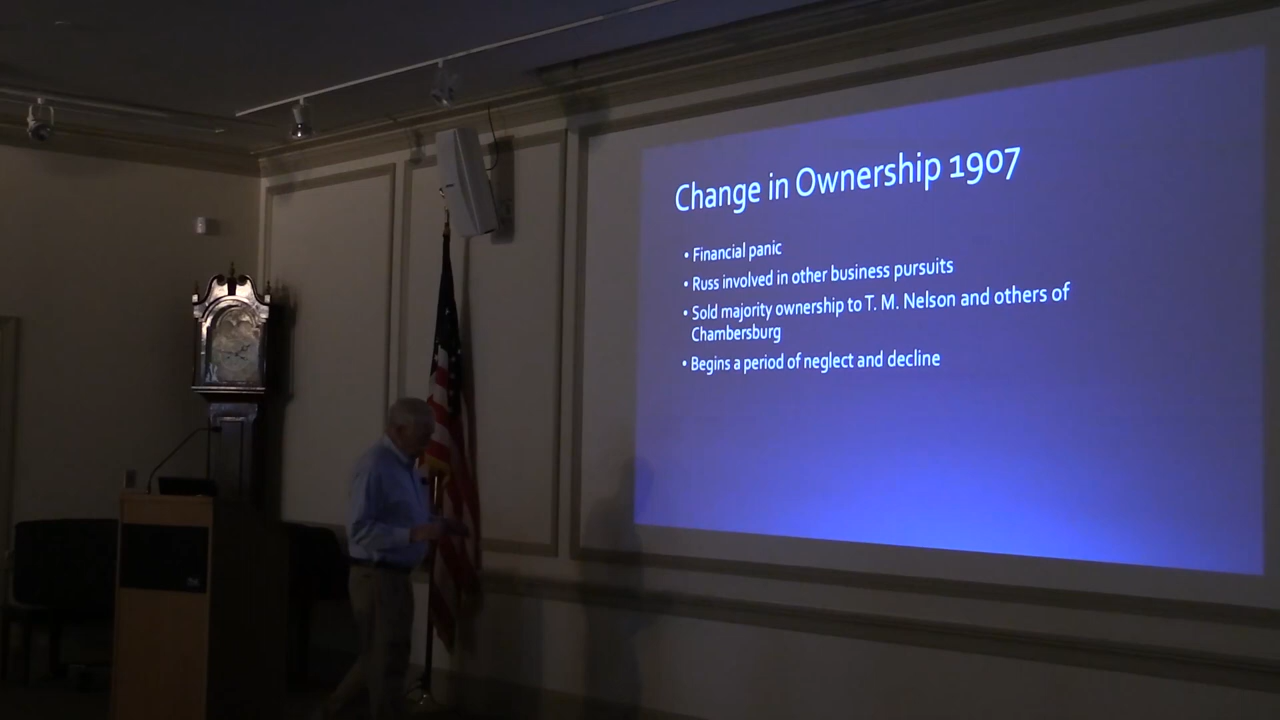 Change in Ownership 1907
• Financial panic
• Russ involved in other business pursuits
• Sold majority ownership to T. M. Nelson and others of
Chambersburg
• Begins a period of neglect and decline